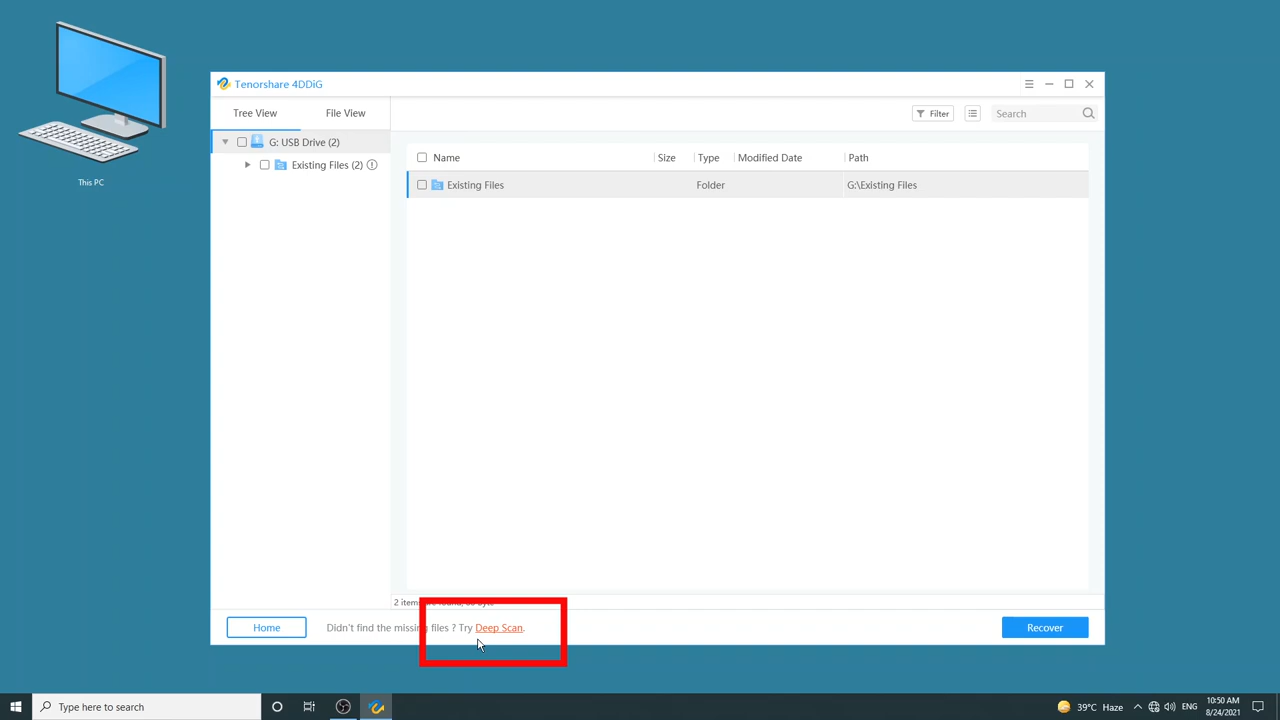 This PC
Tenorshare 4DDiG
Tree View
File View
Filter
Search
G: USB Drive (2)
Existing Files (2)
Name
Size
Type
Modified Date
Path
Existing Files
Folder
G:\Existing Files
2 item
Home
Didn't find the missing files ? Try Deep Scan.
Recover
Type here to search
39°C Haze
ENG
10:50 AM
8/24/2021